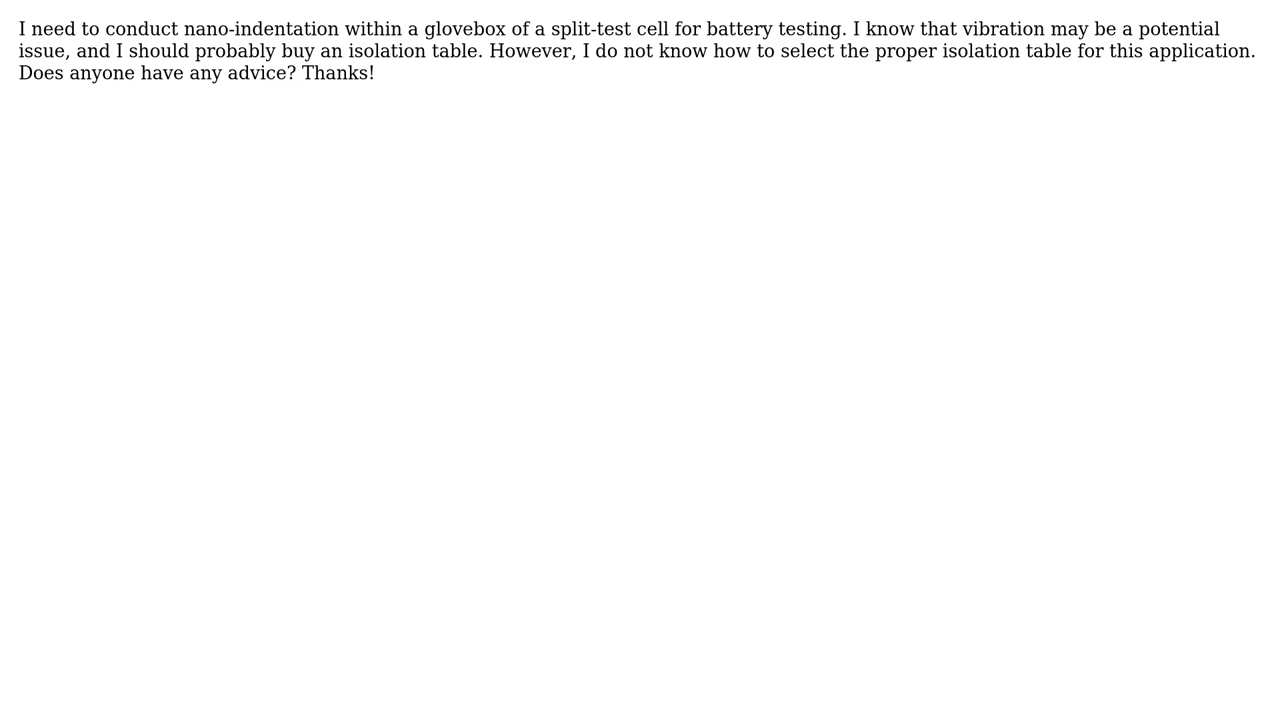 I need to conduct nano-indentation within a glovebox of a split-test cell for battery testing. I know that vibration may be a potential
issue, and I should probably buy an isolation table. However, I do not know how to select the proper isolation table for this application.
Does anyone have any advice? Thanks!